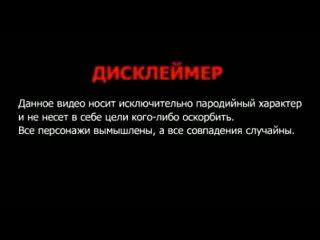 ДИСКЛЕЙМЕР
Данное видео носит исключительно пародийный характер
и не несет в себе цели кого-либо оскорбить.
Все персонажи вымышлены, а все совпадения случайны.